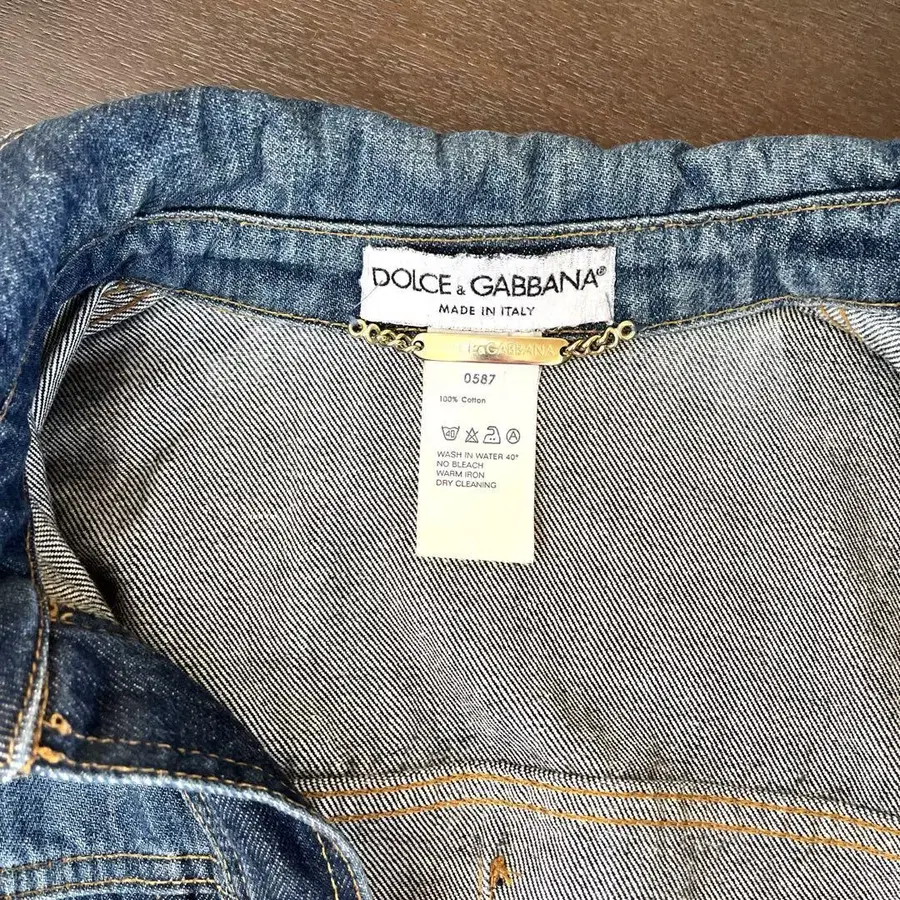 DOLCE & GABBANA®
MADE IN ITALY
GABBANA
0587
100% Cotton
40 A
WASH IN WATER 40°
NO BLEACH
WARM IRON
DRY CLEANING